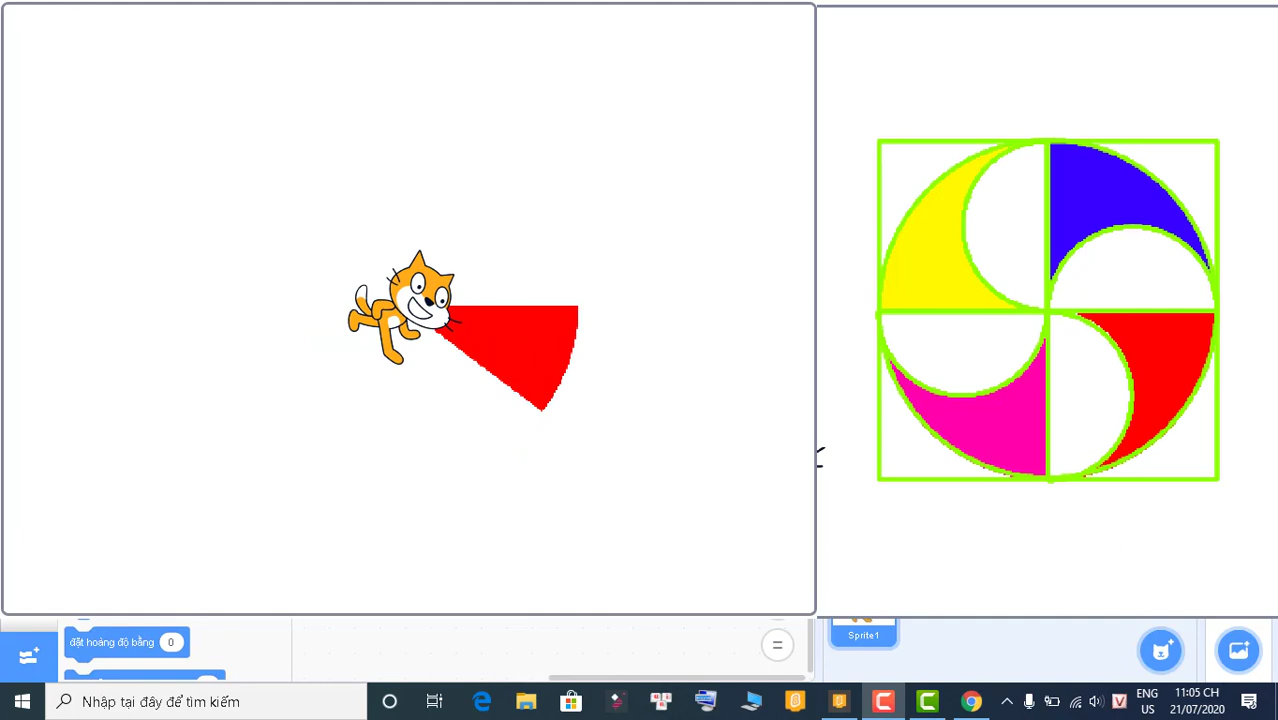 đặt hoảng độ bằng 0
Sprite1
Nhập tại đây để tìm kiếm
ENG
US
11:05 CH
21/07/2020
V